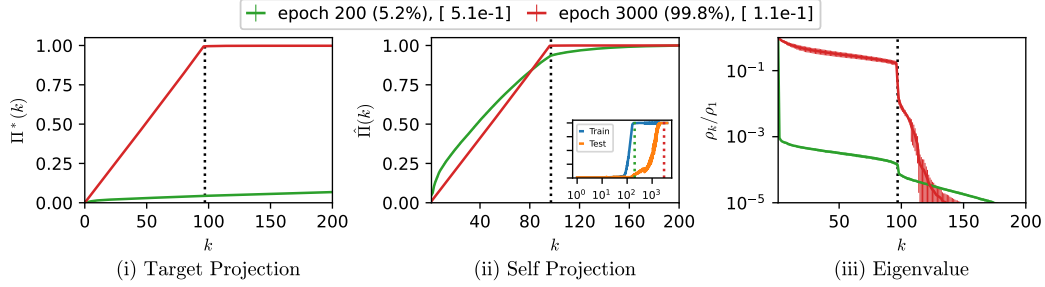 epoch 200 (5.2%), [ 5.1e-1]    epoch 3000 (99.8%), [ 1.1e-1]
Π*(k)
1.00
0.75
0.50
0.25
0.00
0 50 100 150 200
k
(i) Target Projection
Π̂(k)
1.00
0.75
0.50
0.25
0.00
Train
Test
10⁰ 10¹ 10² 10³
40 80 120 160 200
k
(ii) Self Projection
ρₖ/ρ₁
10⁻¹
10⁻³
10⁻⁵
50 100 150 200
k
(iii) Eigenvalue